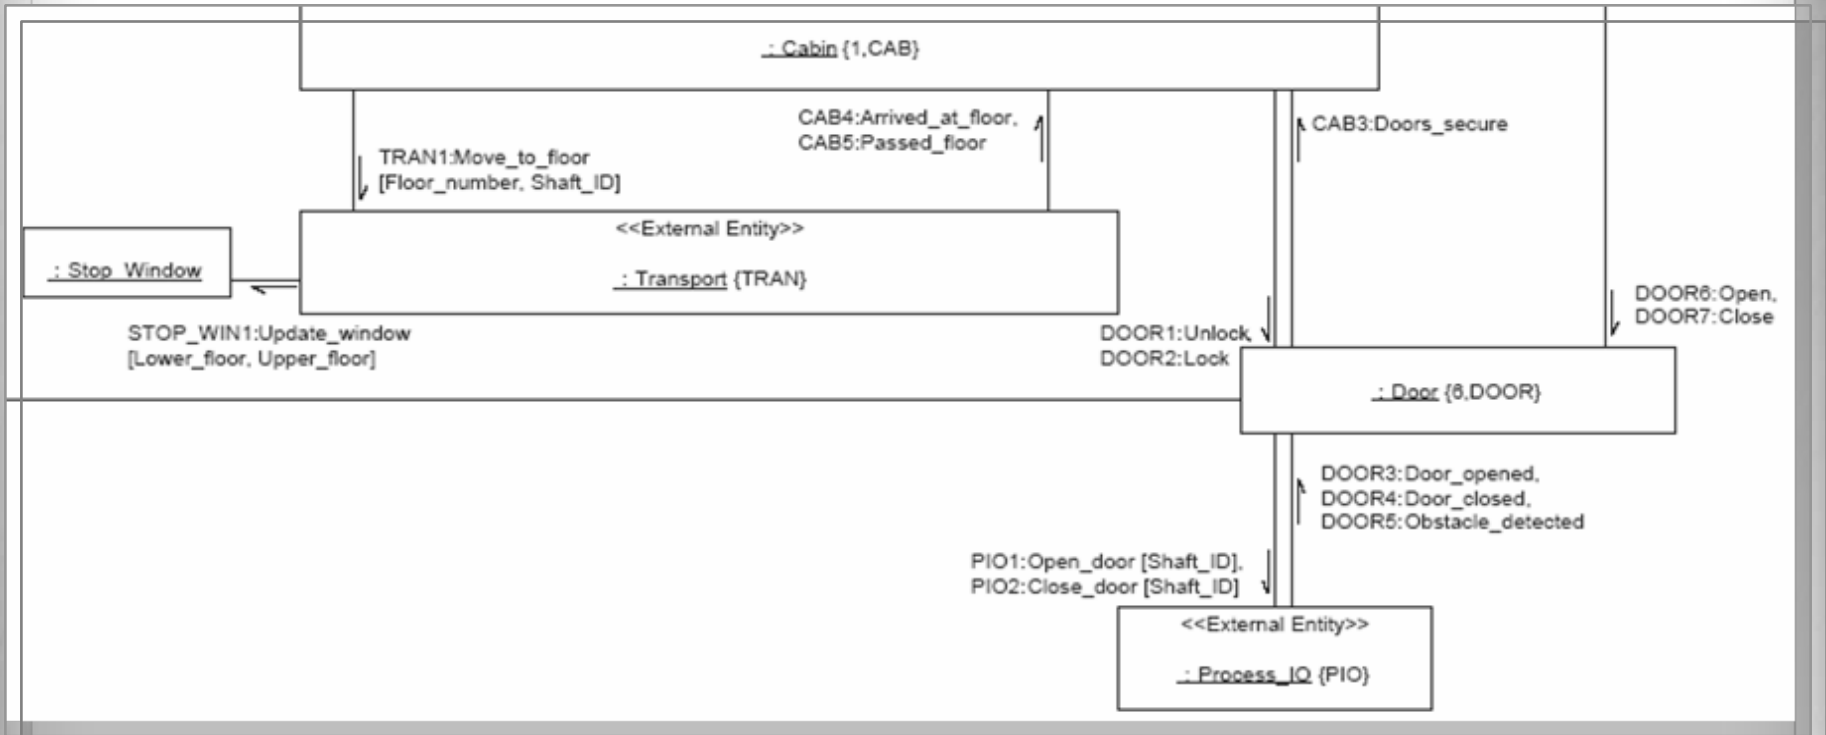 : Cabin {1,CAB}
CAB4:Arrived_at_floor,
CAB5:Passed_floor
CAB3:Doors_secure
TRAN1:Move_to_floor
[Floor_number, Shaft_ID]
<<External Entity>>
: Transport {TRAN}
: Stop_Window
STOP_WIN1:Update_window
[Lower_floor, Upper_floor]
DOOR1:Unlock,
DOOR2:Lock
DOOR6:Open,
DOOR7:Close
: Door {6,DOOR}
DOOR3:Door_opened,
DOOR4:Door_closed,
DOOR5:Obstacle_detected
PIO1:Open_door [Shaft_ID],
PIO2:Close_door [Shaft_ID]
<<External Entity>>
: Process_IO {PIO}